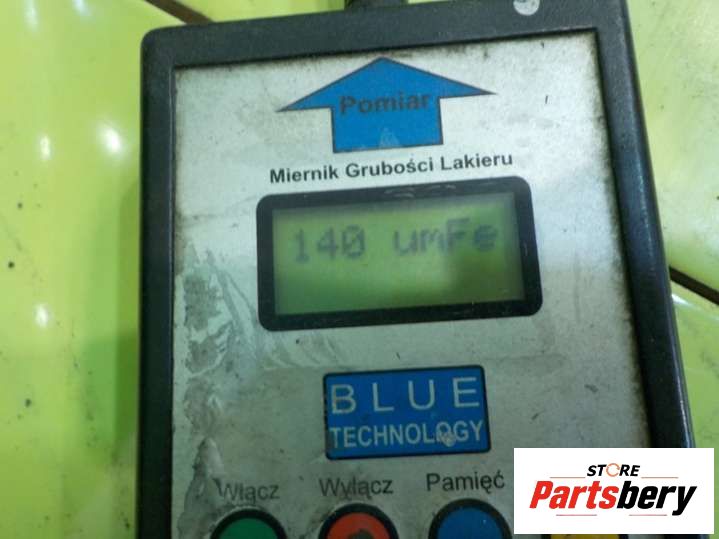 Pomiar
Miernik Grubości Lakieru
140 umFe
BLUE
TECHNOLOGY
Włącz Wyłącz Pamięć
STORE
Partsbery